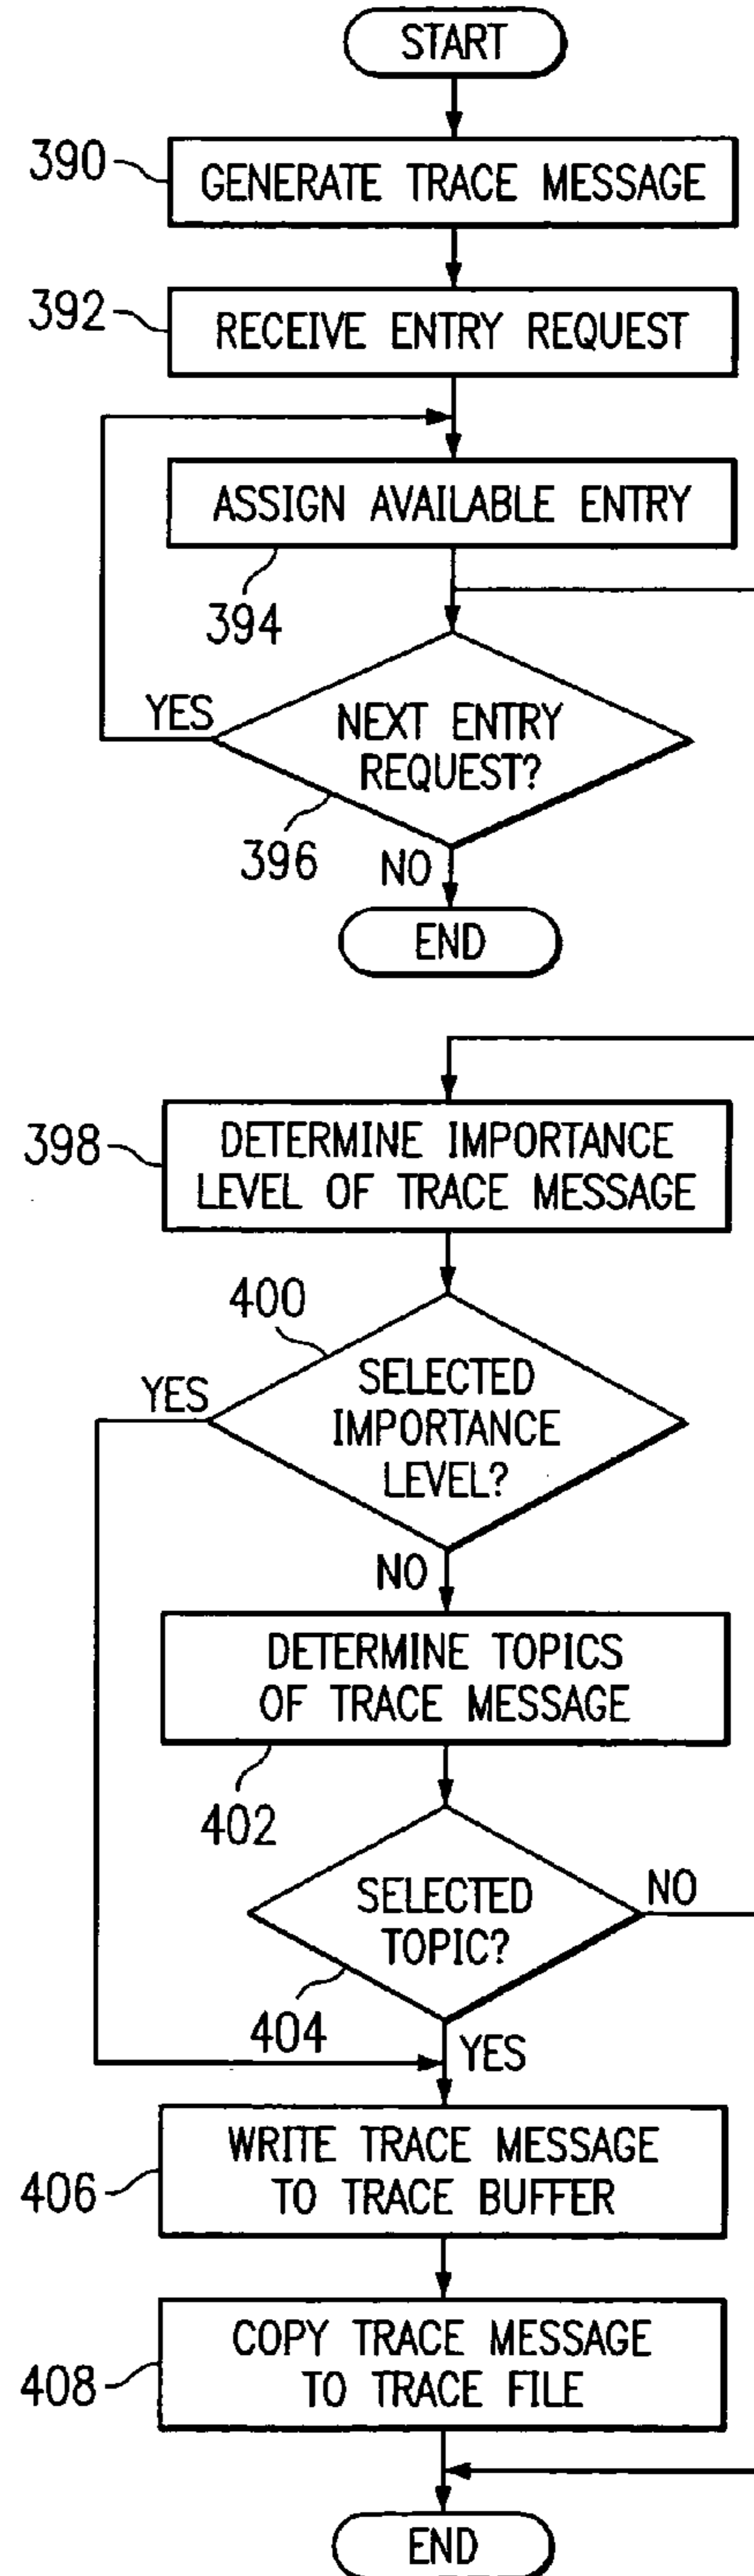 START
390
GENERATE TRACE MESSAGE
392
RECEIVE ENTRY REQUEST
ASSIGN AVAILABLE ENTRY
394
YES
NEXT ENTRY
REQUEST?
396
NO
END
398
DETERMINE IMPORTANCE
LEVEL OF TRACE MESSAGE
400
YES
SELECTED
IMPORTANCE
LEVEL?
NO
DETERMINE TOPICS
OF TRACE MESSAGE
402
SELECTED
TOPIC?
NO
404
YES
WRITE TRACE MESSAGE
TO TRACE BUFFER
406
COPY TRACE MESSAGE
TO TRACE FILE
408
END